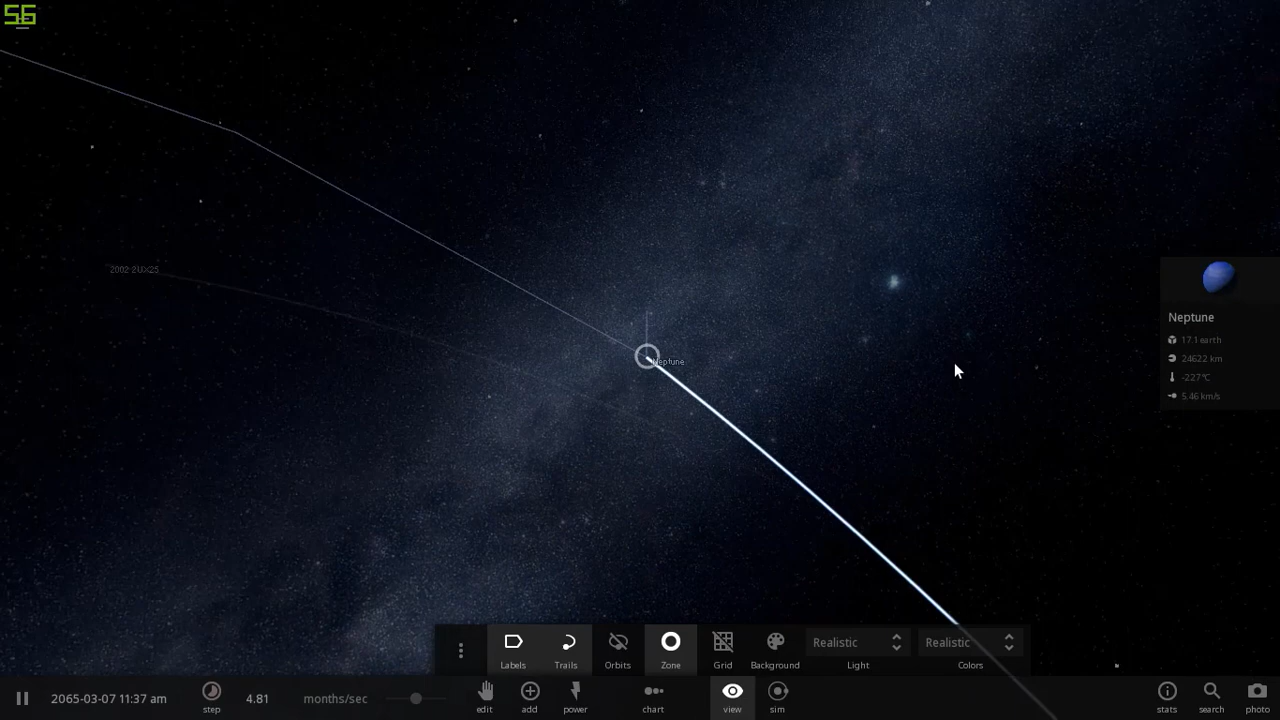 56
2002 2UX25
Neptune
Neptune
17.1 earth
24622 km
-227°C
5.46 km/s
Labels
Trails
Orbits
Zone
Grid
Background
Realistic
Light
Realistic
Colors
2065-03-07 11:37 am
step
4.81
months/sec
edit
add
power
chart
view
sim
stats
search
photo